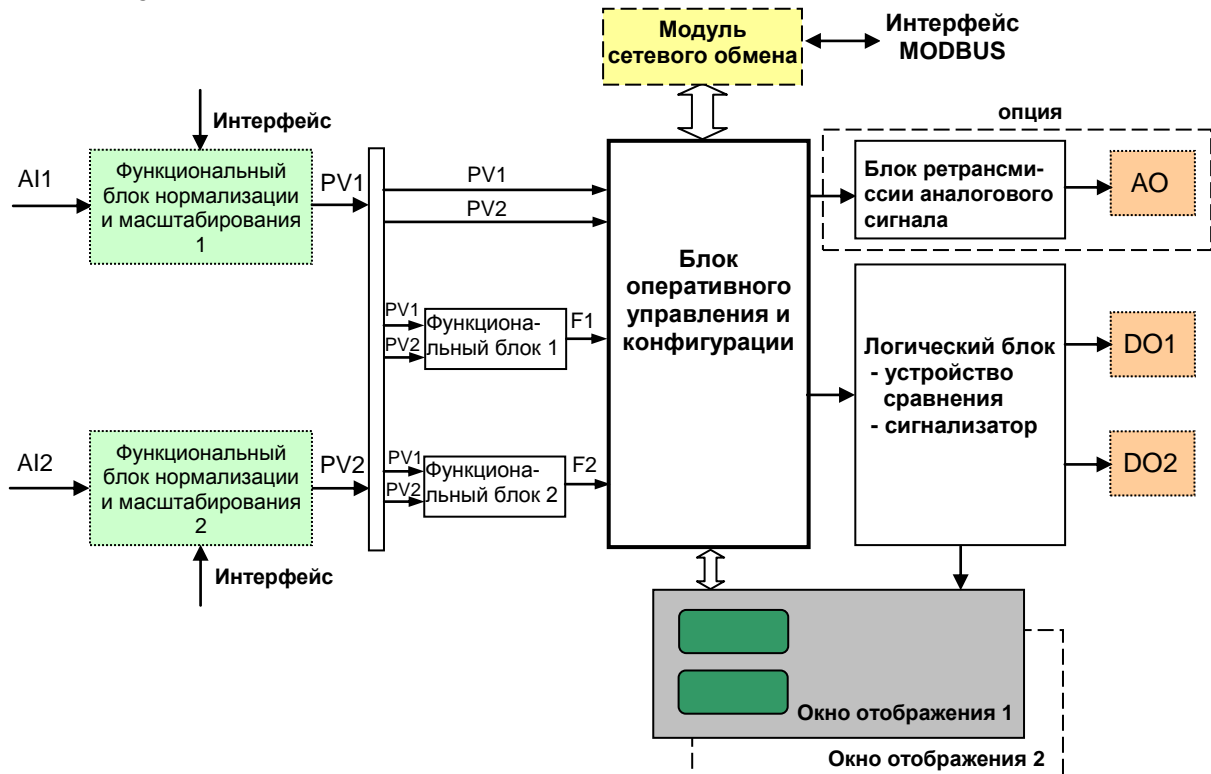 Модуль
сетевого обмена
Интерфейс
MODBUS
Интерфейс
опция
AI1
Функциональный
блок нормализации
и масштабирования
1
PV1
PV1
PV2
Блок ретрансми-
ссии аналогового
сигнала
AO
Блок
оперативного
управления и
конфигурации
PV1
PV2
Функциона-
льный блок 1
F1
Логический блок
- устройство
сравнения
- сигнализатор
DO1
DO2
AI2
Функциональный
блок нормализации
и масштабирования
2
PV2
PV1
PV2
Функциона-
льный блок 2
F2
Интерфейс
Окно отображения 1
Окно отображения 2